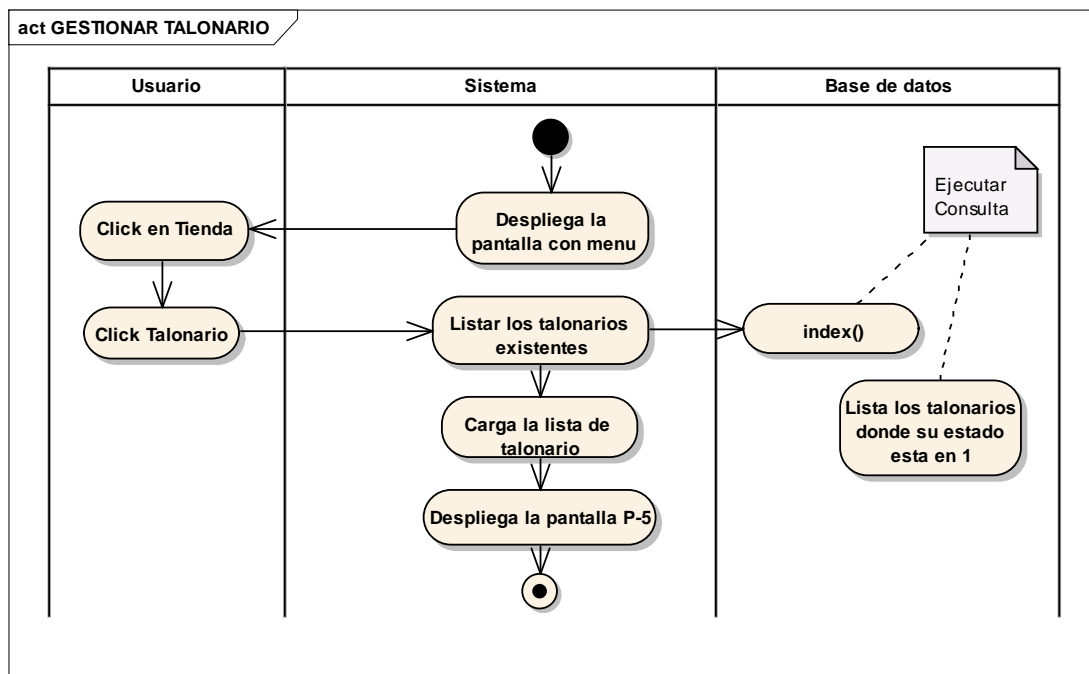 act GESTIONAR TALONARIO
Usuario
Sistema
Base de datos
Despliega la
pantalla con menu
Click en Tienda
Click Talonario
Listar los talonarios
existentes
index()
Ejecutar
Consulta
Lista los talonarios
donde su estado
esta en 1
Carga la lista de
talonario
Despliega la pantalla P-5